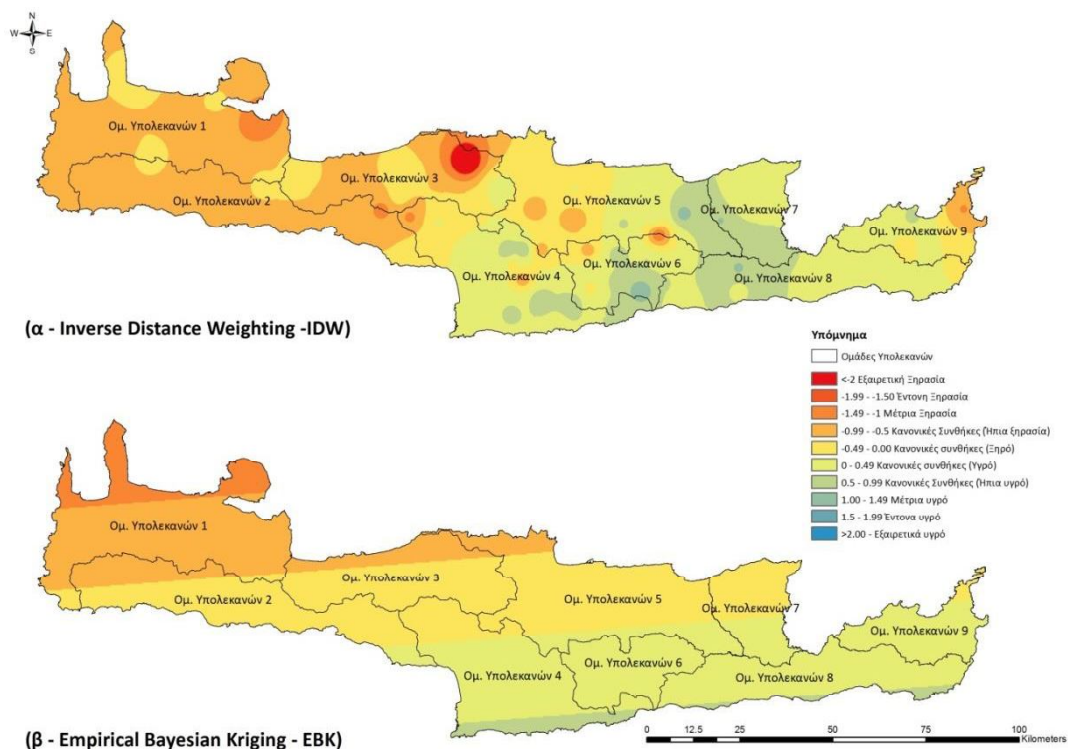 N
W E
S
Ομ. Υπολεκανών 1
Ομ. Υπολεκανών 2
Ομ. Υπολεκανών 3
Ομ. Υπολεκανών 4
Ομ. Υπολεκανών 5
Ομ. Υπολεκανών 6
Ομ. Υπολεκανών 7
Ομ. Υπολεκανών 8
Ομ. Υπολεκανών 9
(α - Inverse Distance Weighting -IDW)
Υπόμνημα
Ομάδες Υπολεκανών
<-2 Εξαιρετική Ξηρασία
-1.99 - -1.50 Έντονη Ξηρασία
-1.49 - -1 Μέτρια Ξηρασία
-0.99 - -0.5 Κανονικές Συνθήκες (Ήπια ξηρασία)
-0.49 - 0.00 Κανονικές συνθήκες (Ξηρό)
0 - 0.49 Κανονικές συνθήκες (Υγρό)
0.5 - 0.99 Κανονικές συνθήκες (Ήπια υγρό)
1.00 - 1.49 Μέτρια υγρό
1.5 - 1.99 Έντονα υγρό
>2.00 - Εξαιρετικά υγρό
Ομ. Υπολεκανών 1
Ομ. Υπολεκανών 2
Ομ. Υπολεκανών 3
Ομ. Υπολεκανών 4
Ομ. Υπολεκανών 5
Ομ. Υπολεκανών 6
Ομ. Υπολεκανών 7
Ομ. Υπολεκανών 8
Ομ. Υπολεκανών 9
(β - Empirical Bayesian Kriging - EBK)
0 12.5 25 50 75 100
Kilometers